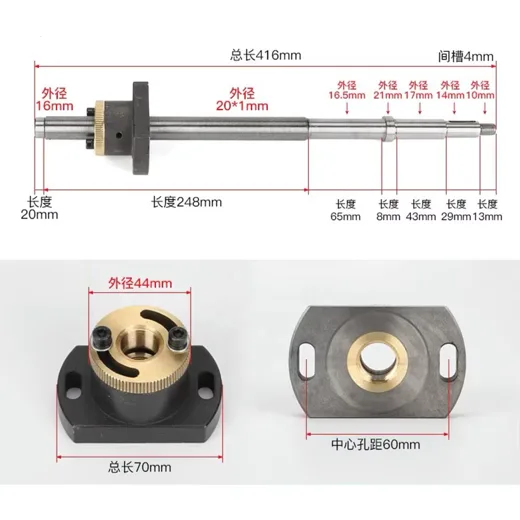 总长416mm
间槽4mm
外径
16mm
外径
20*1mm
外径
16.5mm
外径
21mm
外径
17mm
外径
14mm
外径
10mm
长度
20mm
长度248mm
长度
65mm
长度
8mm
长度
43mm
长度
29mm
长度
13mm
外径44mm
总长70mm
中心孔距60mm